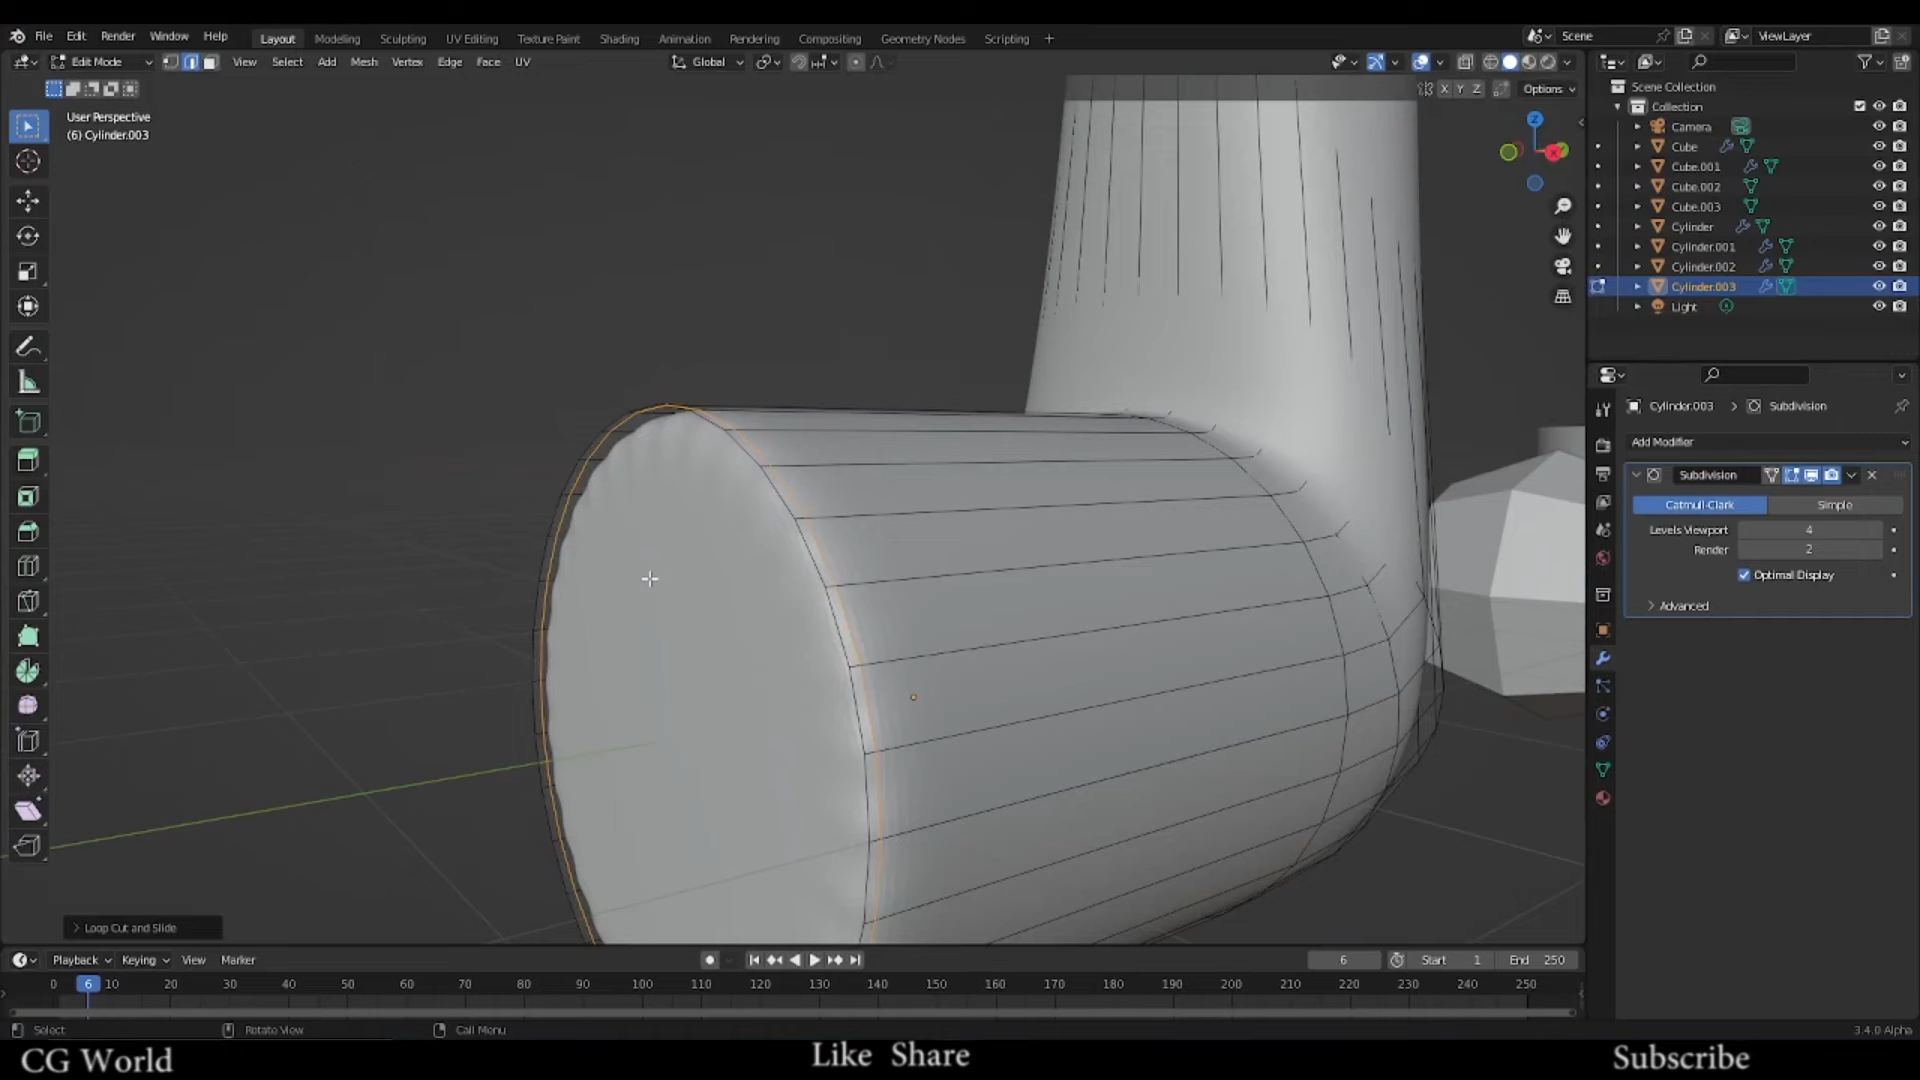 File Edit Render Window Help Layout Modeling Sculpting UV Editing Texture Paint Shading Animation Rendering Compositing Geometry Nodes Scripting + Scene ViewLayer
Edit Mode View Select Add Mesh Vertex Edge Face UV Global
X Y Z Options
User Perspective
(6) Cylinder.003
Scene Collection
Collection
Camera
Cube
Cube.001
Cube.002
Cube.003
Cylinder
Cylinder.001
Cylinder.002
Cylinder.003
Light
Z
X
Cylinder.003 > Subdivision
Add Modifier
Subdivision
Catmull-Clark Simple
Levels Viewport 4
Render 2
Optimal Display
Advanced
Loop Cut and Slide
Playback Keying View Marker 6 Start 1 End 250
0 6 10 20 30 40 50 60 70 80 90 100 110 120 130 140 150 160 170 180 190 200 210 220 230 240 250
Select Rotate View Call Menu 3.4.0 Alpha
CG World Like Share Subscribe